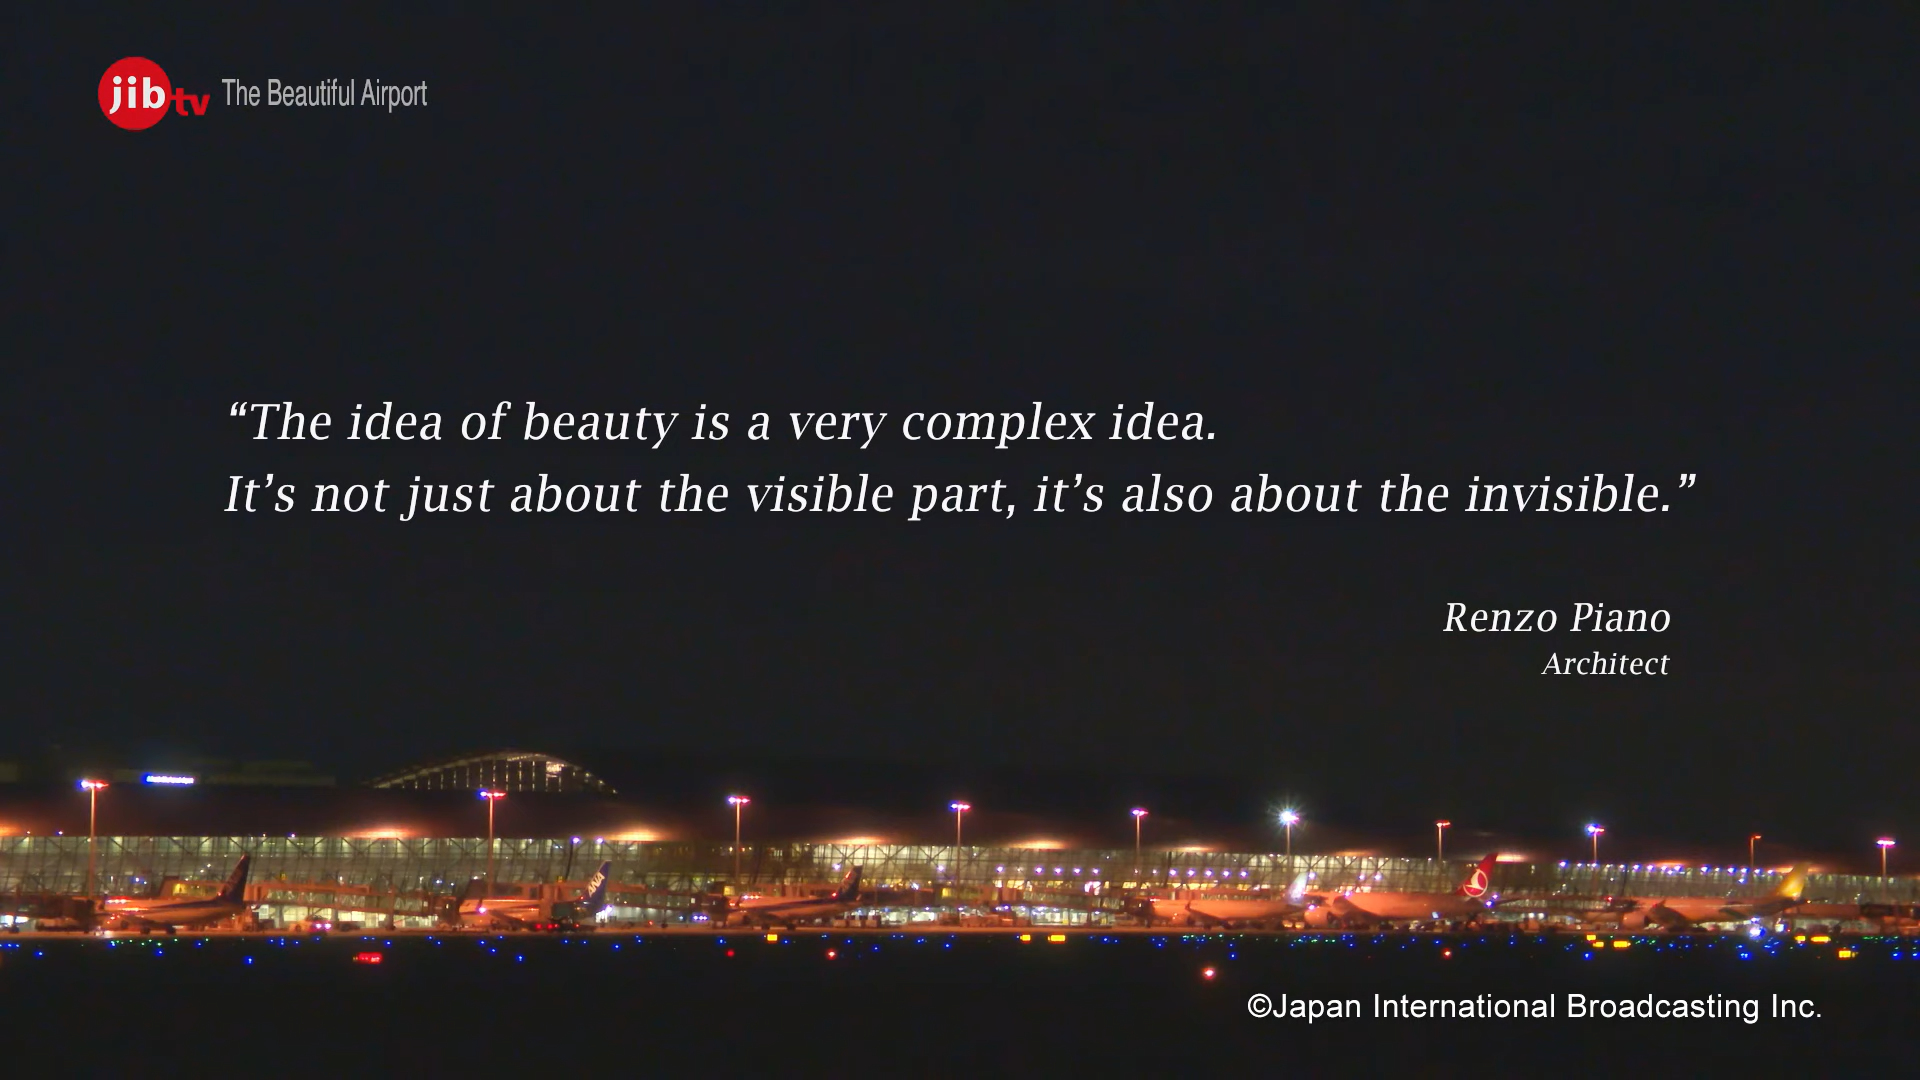 jibtv The Beautiful Airport
“The idea of beauty is a very complex idea.
It’s not just about the visible part, it’s also about the invisible.”
Renzo Piano
Architect
ANA
©Japan International Broadcasting Inc.